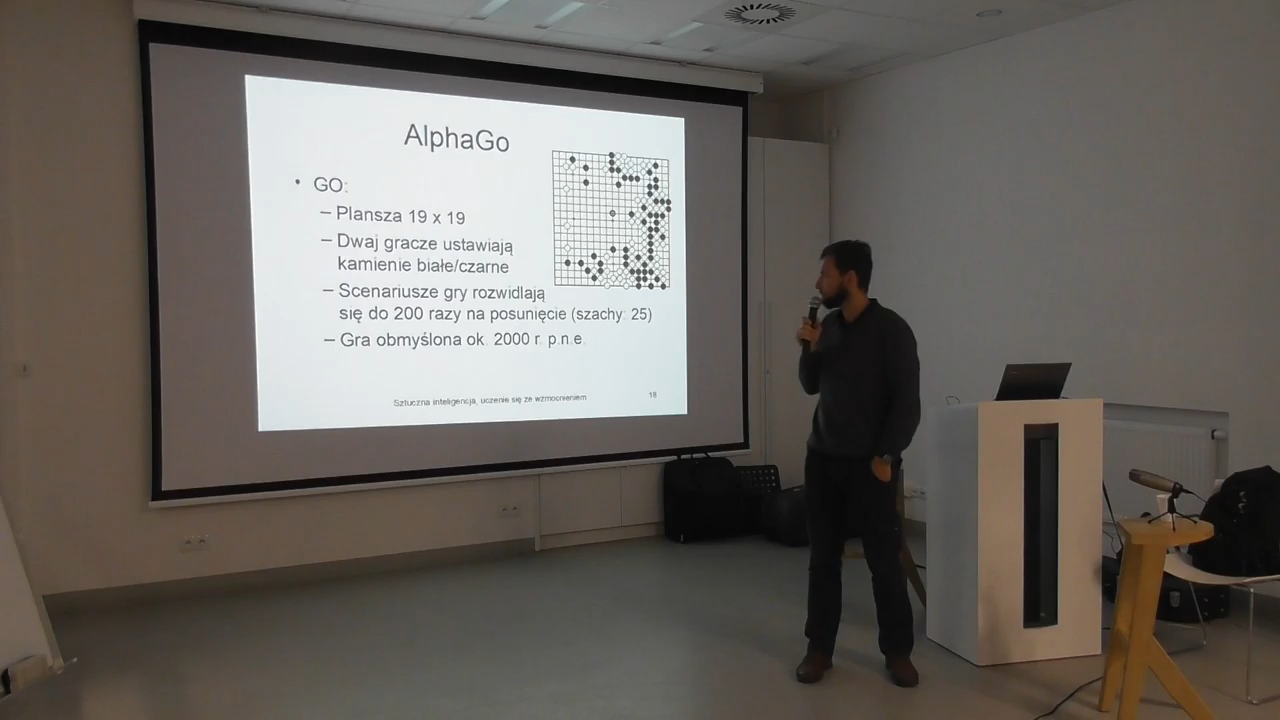 AlphaGo
• GO:
– Plansza 19 x 19
– Dwaj gracze ustawiają
kamienie białe/czarne
– Scenariusze gry rozwidlają
się do 200 razy na posunięcie (szachy: 25)
– Gra obmyślona ok. 2000 r. p.n.e.
Sztuczna inteligencja, uczenie się ze wzmocnieniem
18